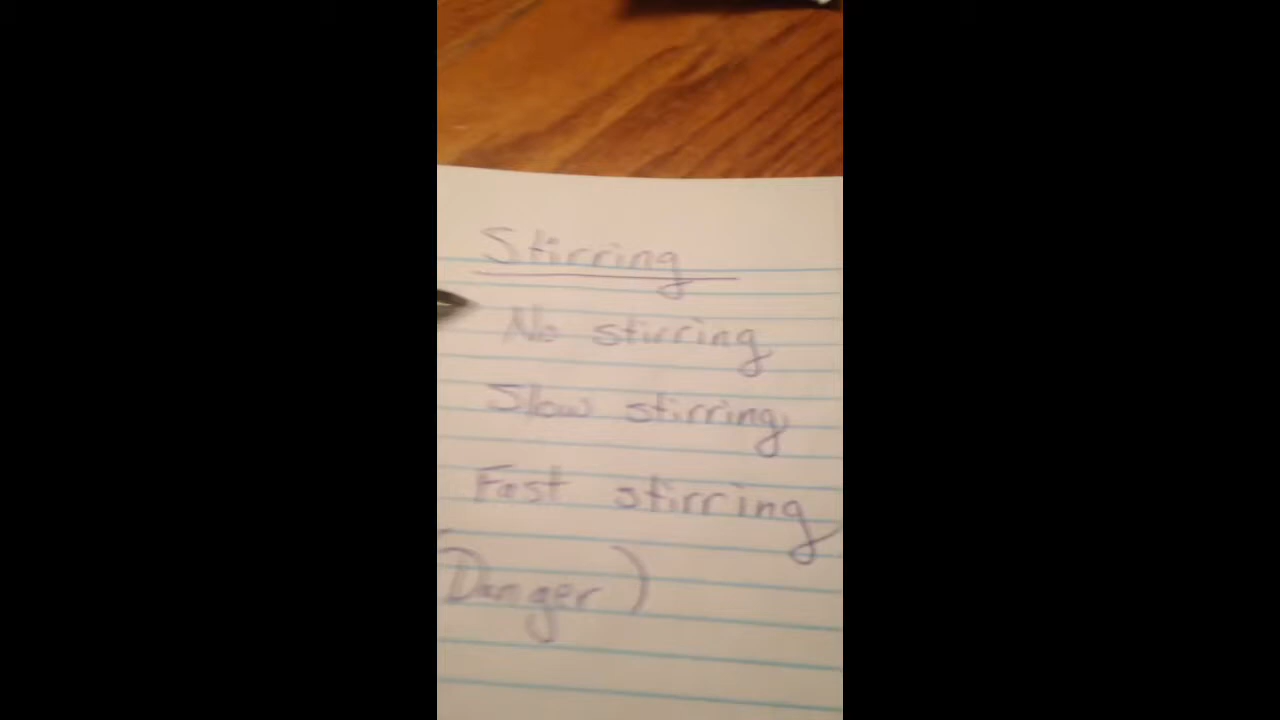 Stirring
No stirring
Slow stirring
Fast stirring
Danger)